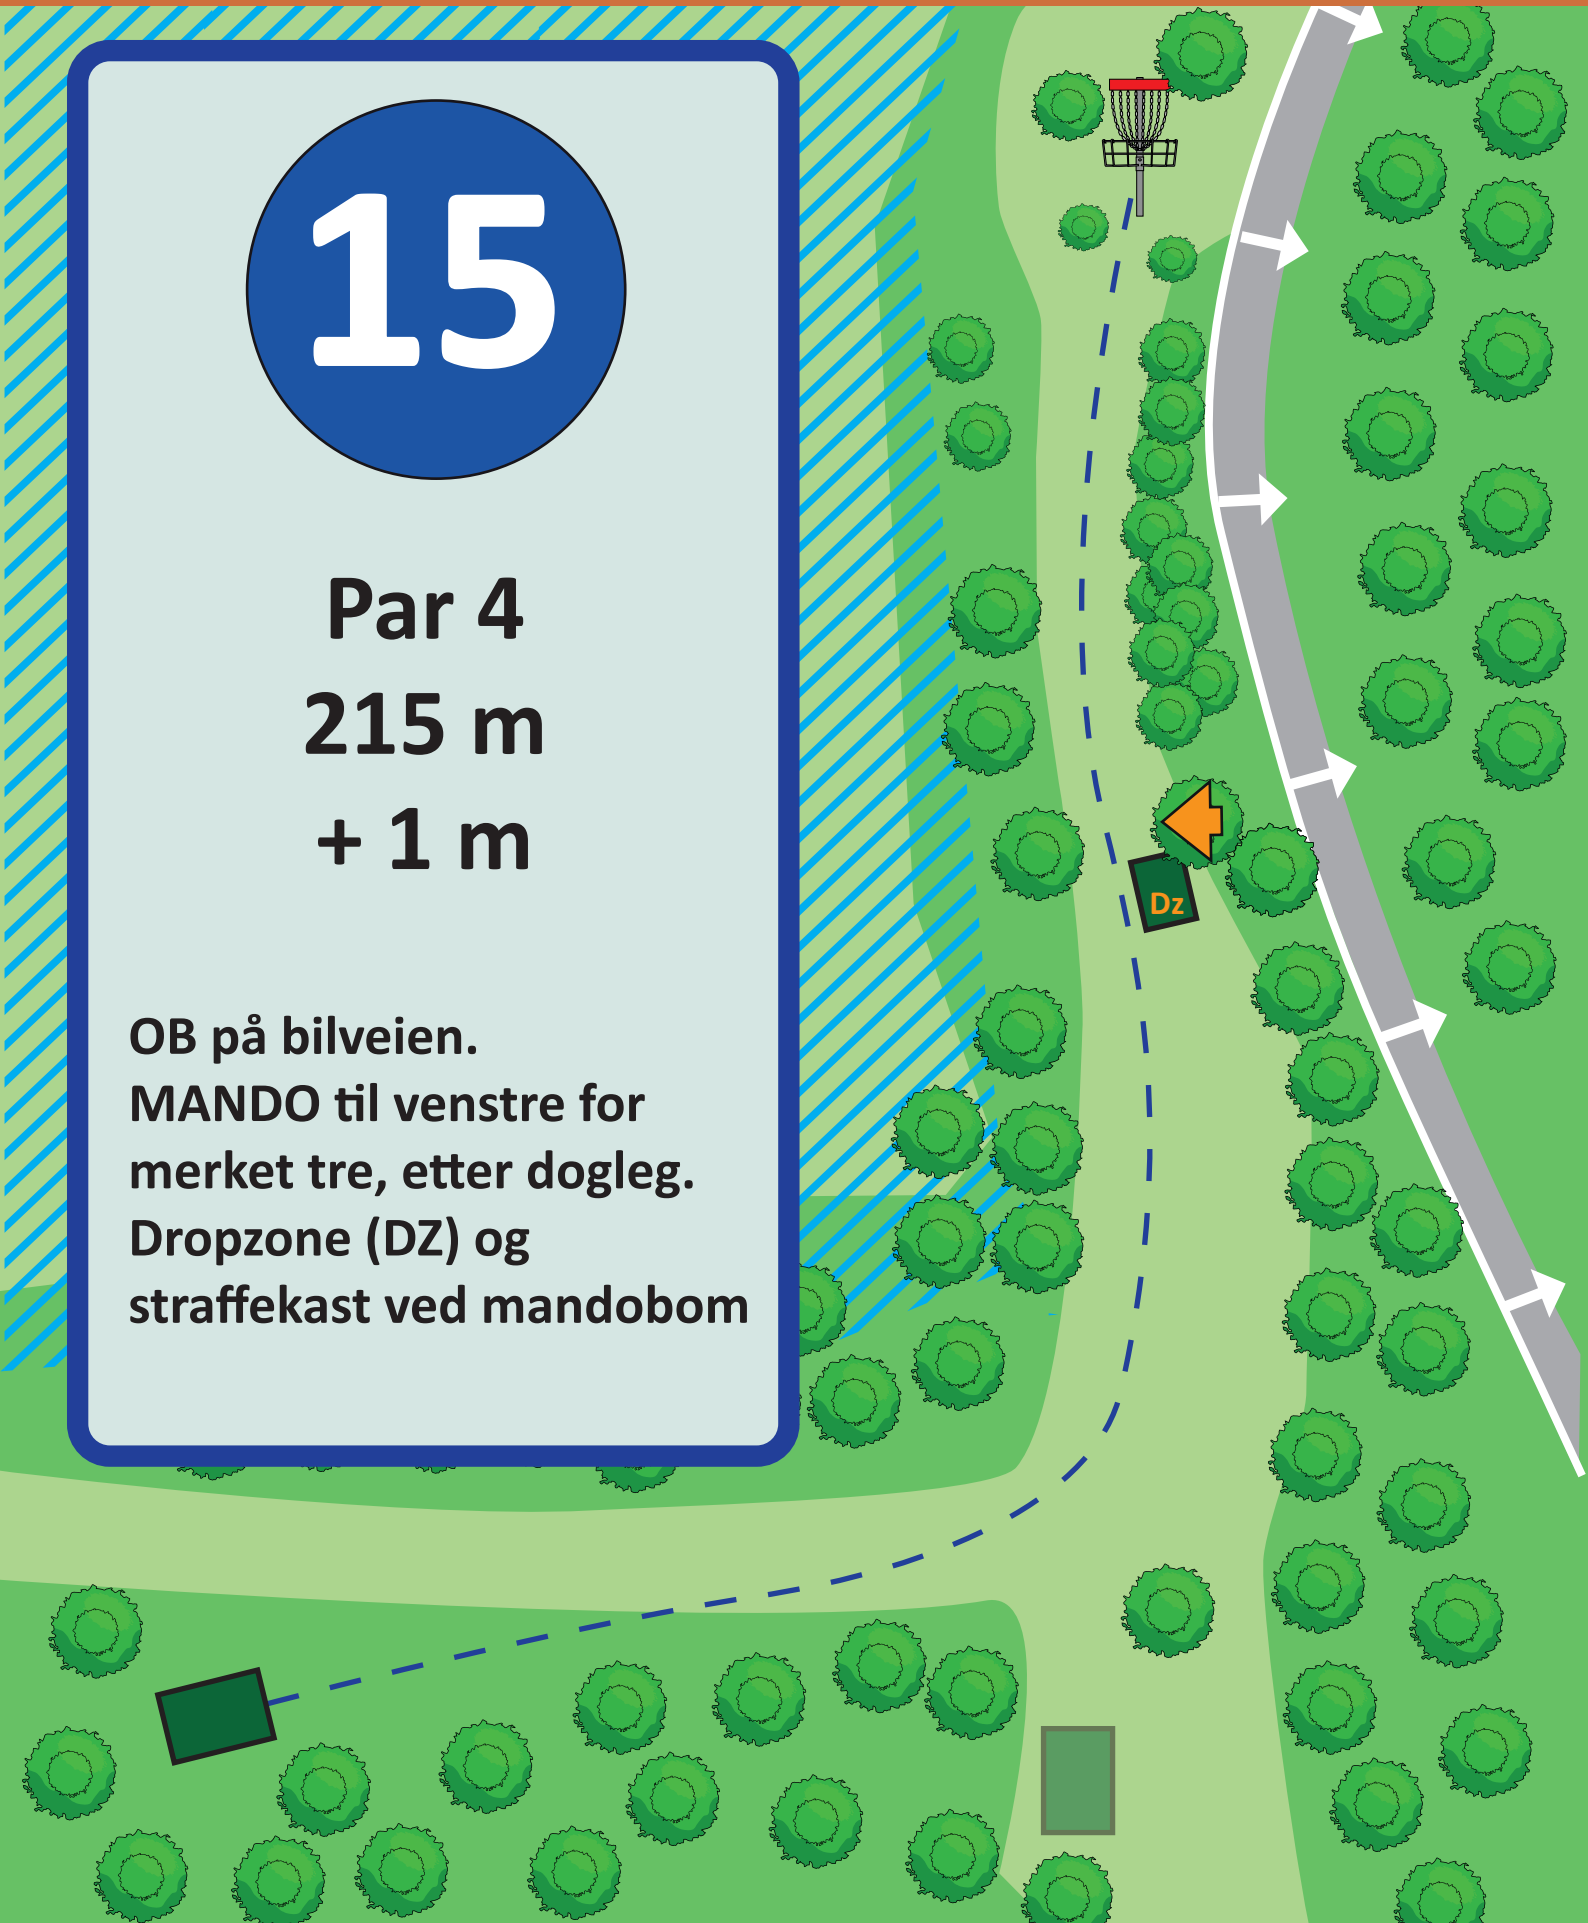 15
Par 4
215 m
+ 1 m
OB på bilveien.
MANDO til venstre for
merket tre, etter dogleg.
Dropzone (DZ) og
straffekast ved mandobom
Dz